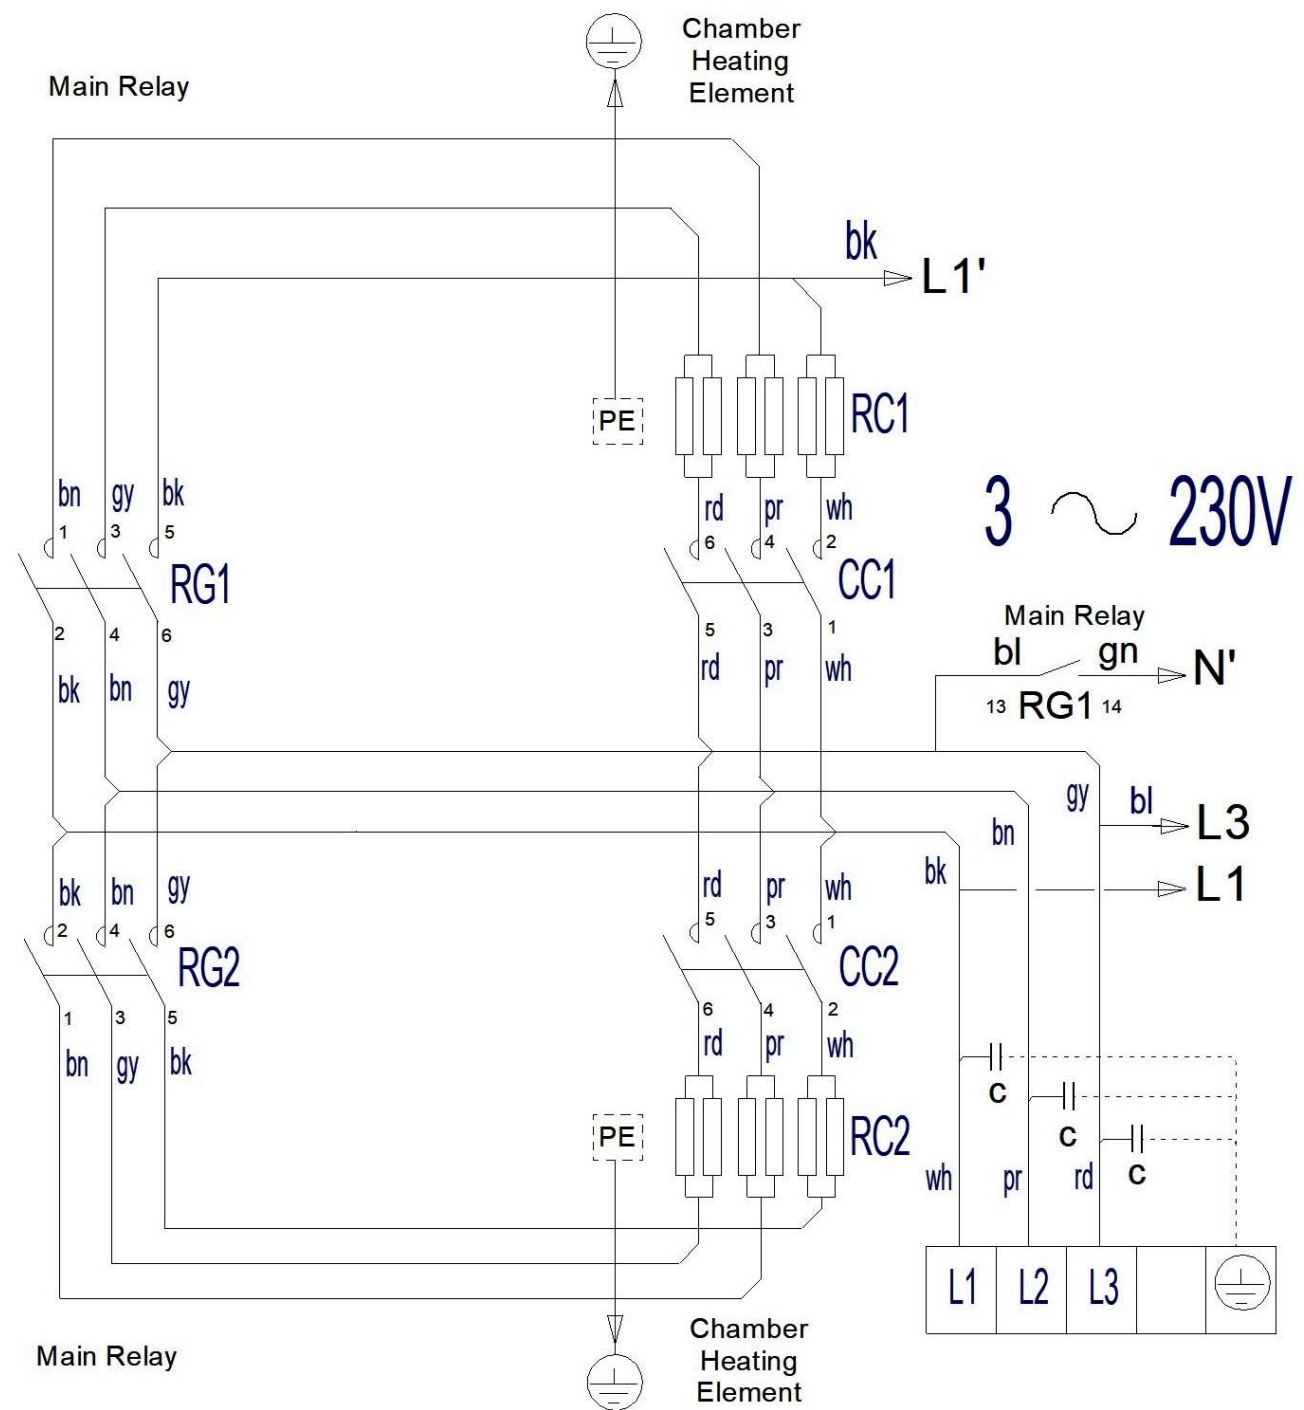 Chamber
Heating
Element
Main Relay
bk
L1'
PE
RC1
3 230V
bn gy bk
1 3 5
RG1
rd pr wh
6 4 2
CC1
Main Relay
bl gn
N'
13 RG1 14
2 4 6
5 3 1
bk bn gy
rd pr wh
gy bl
L3
bn
bk
L1
bk bn gy
rd pr wh
2 4 6
5 3 1
RG2
CC2
1 3 5
6 4 2
bn gy bk
rd pr wh
C
C
C
PE
RC2
wh pr rd
L1 L2 L3
Main Relay
Chamber
Heating
Element